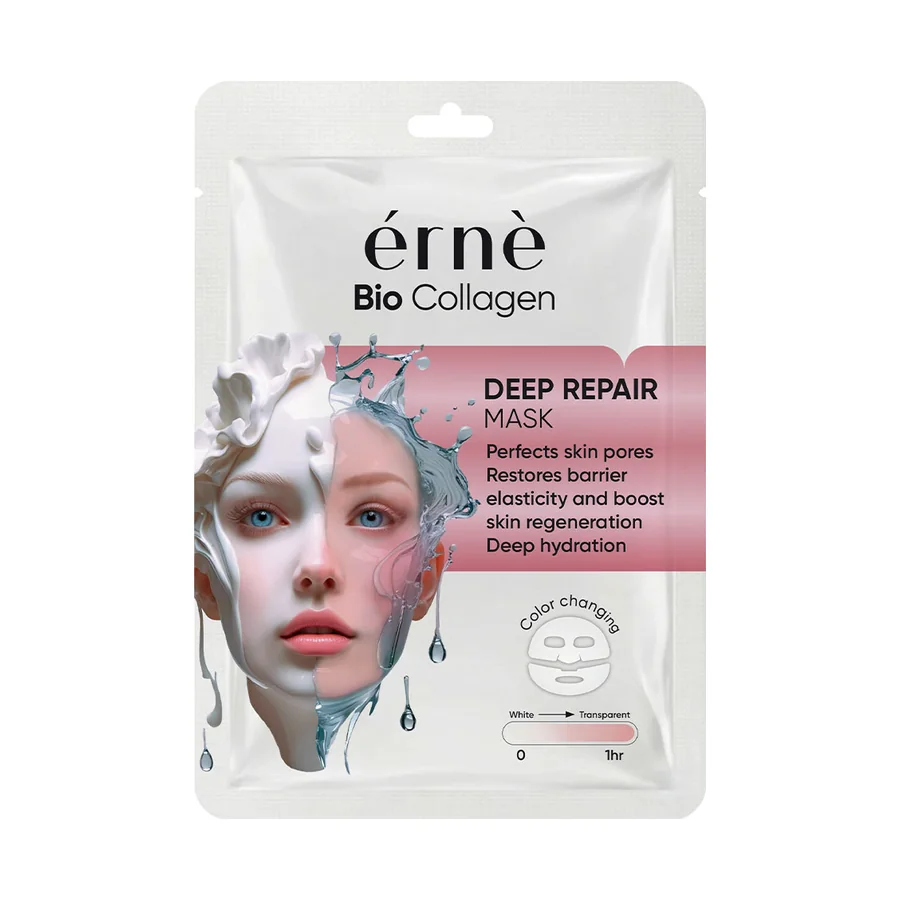 érnè
Bio Collagen
DEEP REPAIR
MASK
Perfects skin pores
Restores barrier
elasticity and boost
skin regeneration
Deep hydration
Color changing
White Transparent
0 1hr